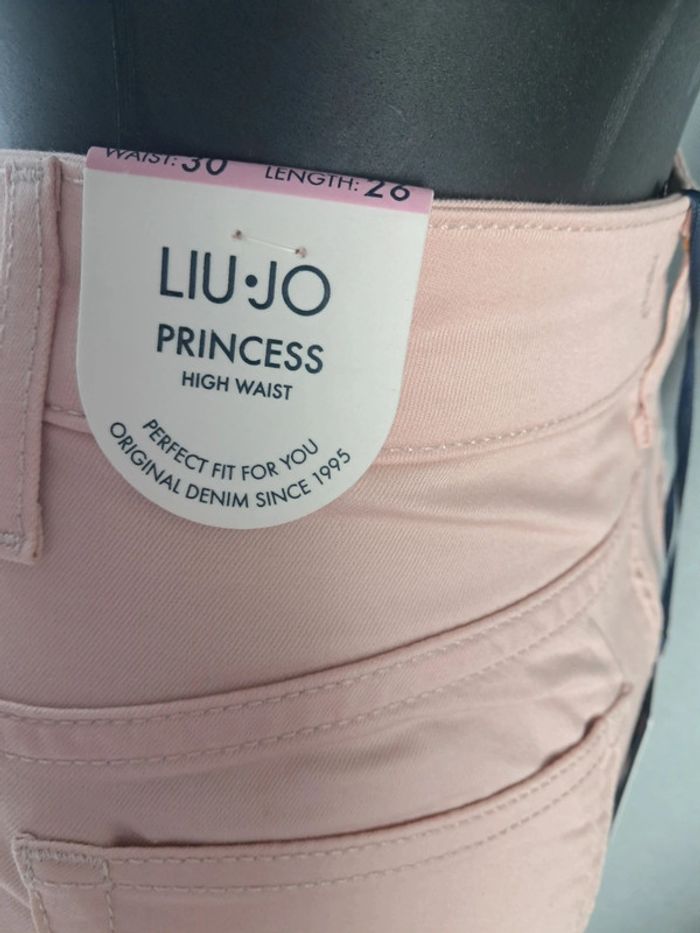 WAIST: 30 LENGTH: 26
LIU·JO
PRINCESS
HIGH WAIST
PERFECT FIT FOR YOU
ORIGINAL DENIM SINCE 1995